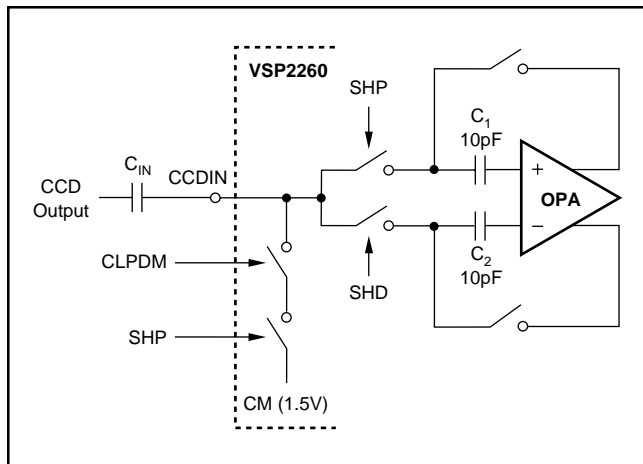 VSP2260
SHP
C1
10pF
CIN
CCDIN
CCD
Output
+
OPA
−
C2
10pF
CLPDM
SHD
SHP
CM (1.5V)